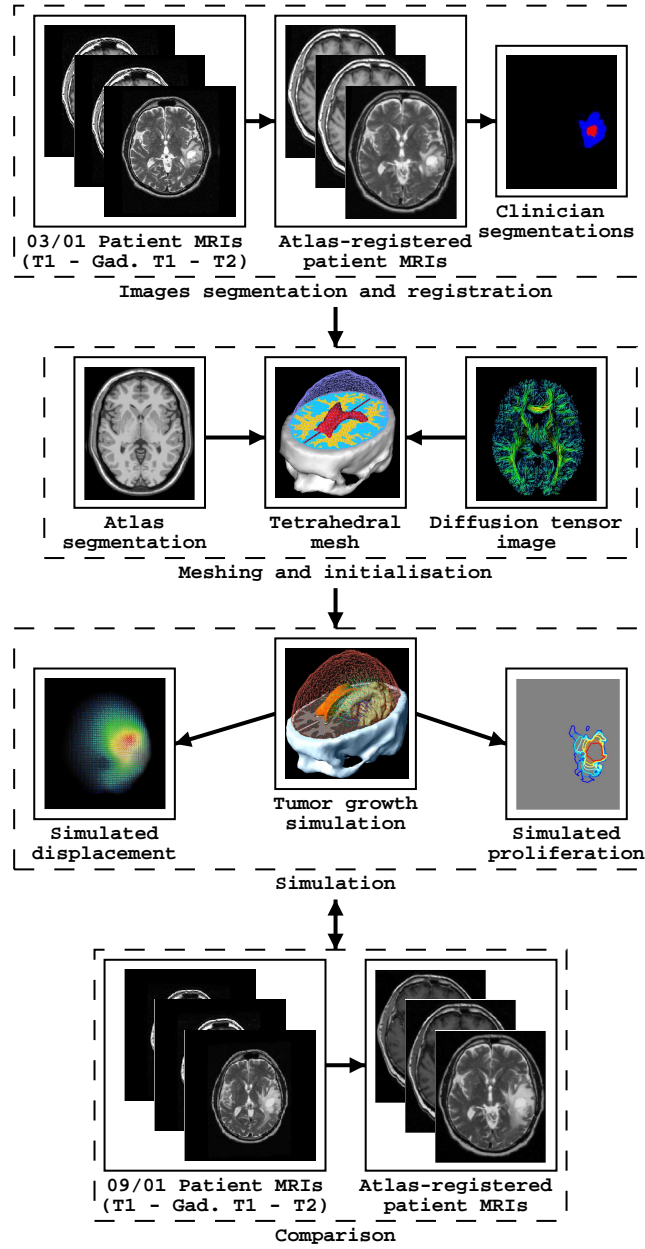 03/01 Patient MRIs
(T1 - Gad. T1 - T2)
Atlas-registered
patient MRIs
Clinician
segmentations
Images segmentation and registration
Atlas
segmentation
Tetrahedral
mesh
Diffusion tensor
image
Meshing and initialisation
Simulated
displacement
Tumor growth
simulation
Simulated
proliferation
Simulation
09/01 Patient MRIs
(T1 - Gad. T1 - T2)
Atlas-registered
patient MRIs
Comparison